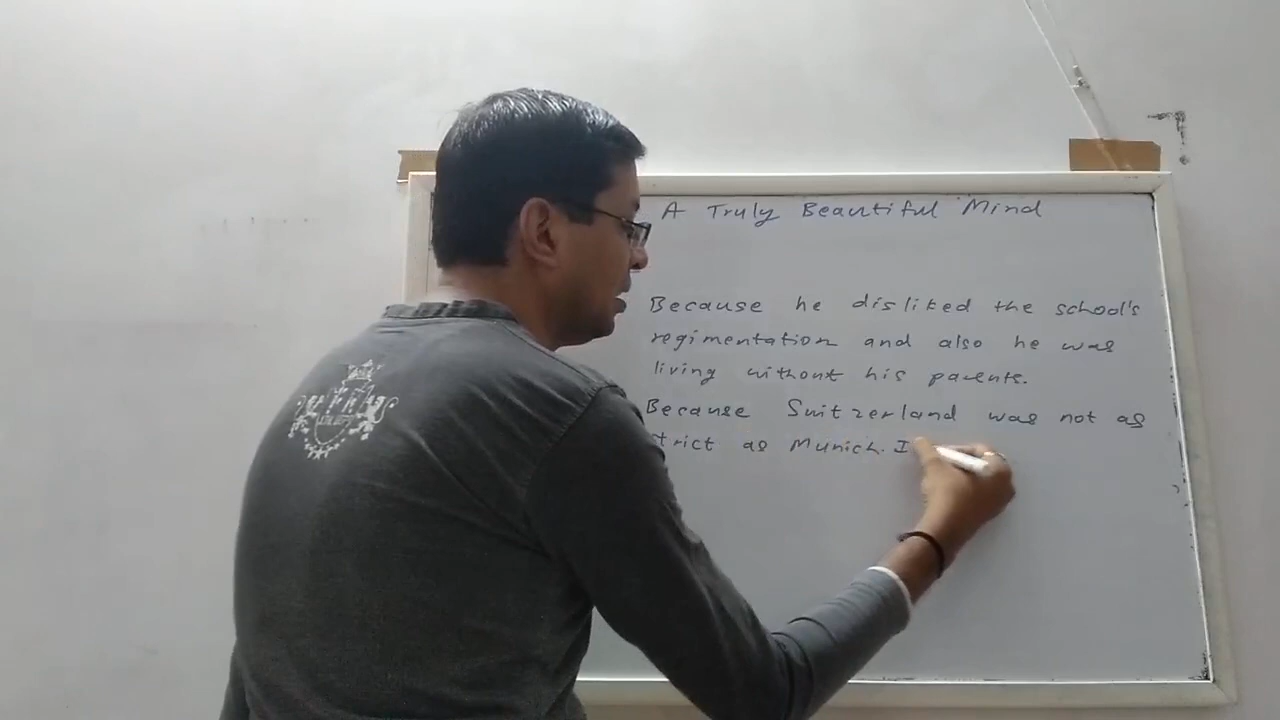 A Truly Beautiful Mind
Because he disliked the school's
regimentation and also he was
living without his parents.
Because Switzerland was not as
trict as Munich. I